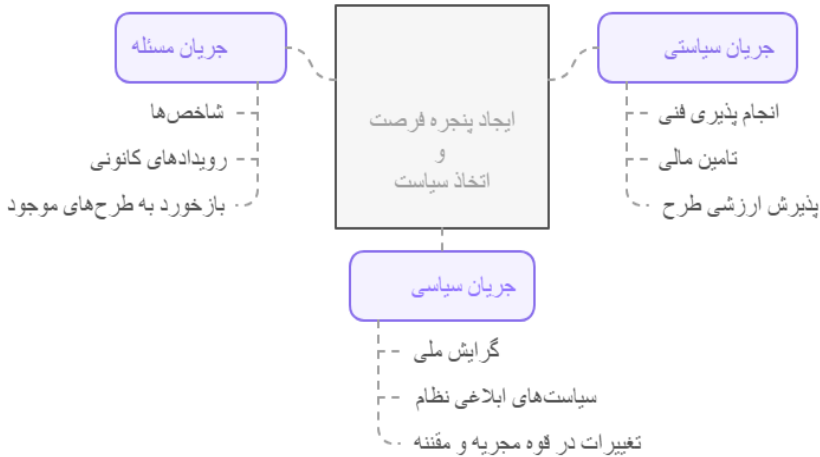 جریان سیاستی
انجام پذیری فنی
تامین مالی
پذیرش ارزشی طرح
ایجاد پنجره فرصت
و
اتخاذ سیاست
جریان مسئله
شاخص‌ها
رویدادهای کانونی
بازخورد به طرح‌های موجود
جریان سیاسی
گرایش ملی
سیاست‌های ابلاغی نظام
تغییرات در قوه مجریه و مقننه